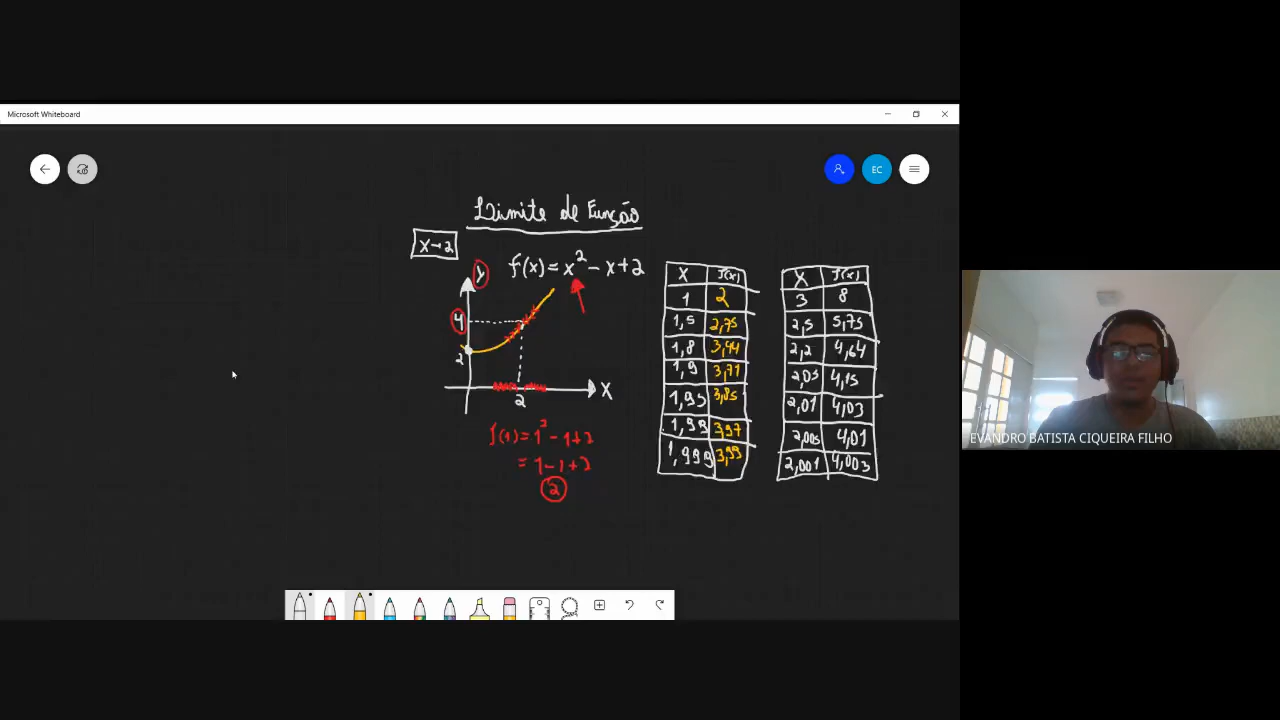 Microsoft Whiteboard
EC
Limite de Função
X→2
f(x) = x² - x + 2
y
4
2
2
X
f(1) = 1² - 1 + 2
= 1 - 1 + 2
2
X f(x)
1 2
1,5 2,75
1,8 3,44
1,9 3,71
1,95 3,85
1,99 3,97
1,999 3,99
X f(x)
3 8
2,5 5,75
2,2 4,64
2,05 4,15
2,01 4,03
2,005 4,01
2,001 4,003
EVANDRO BATISTA CIQUEIRA FILHO